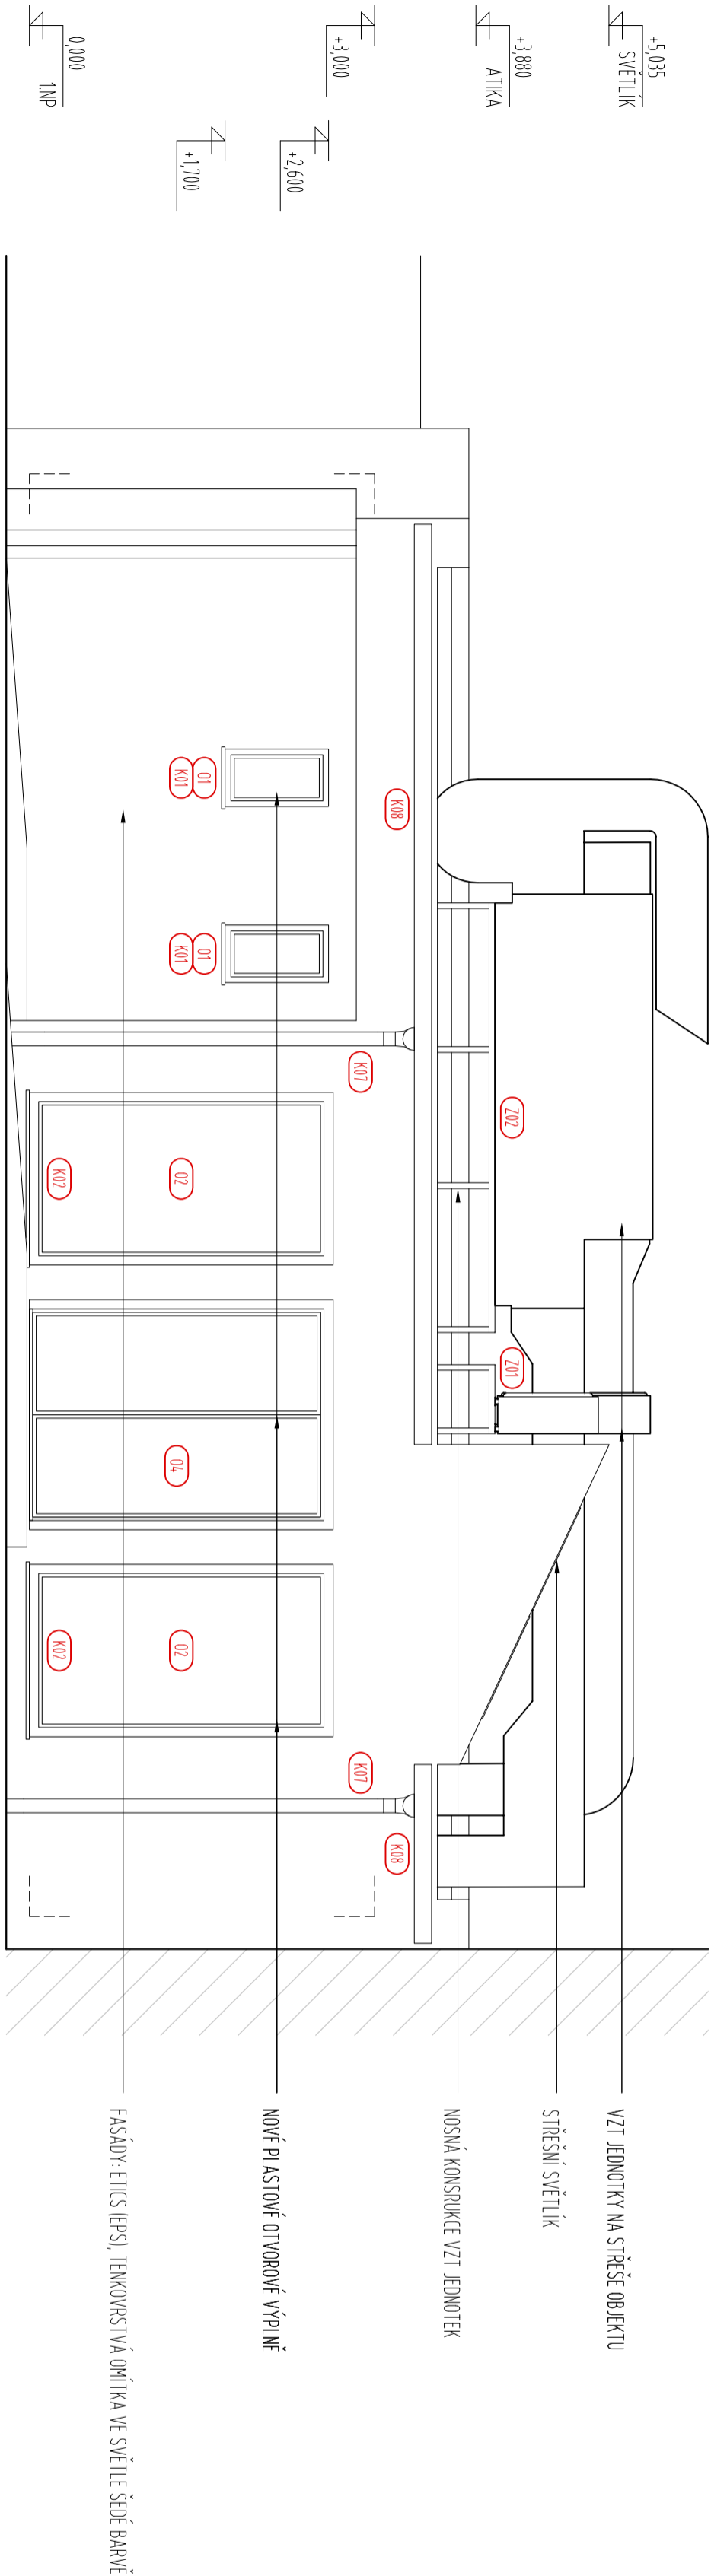 +5,035
SVĚTLÍK
+3,880
ATIKA
+3,000
+2,600
+1,700
0,000
1.NP
K08
O1
K01
O1
K01
Z02
K07
O2
K02
Z01
O4
O2
K02
K07
K08
VZT JEDNOTKY NA STŘEŠE OBJEKTU
STŘEŠNÍ SVĚTLÍK
NOSNÁ KONSRUKCE VZT JEDNOTEK
NOVÉ PLASTOVÉ OTVOROVÉ VÝPLNĚ
FASÁDY: ETICS (EPS), TENKOVRSTVÁ OMÍTKA VE SVĚTLE ŠEDÉ BARVĚ